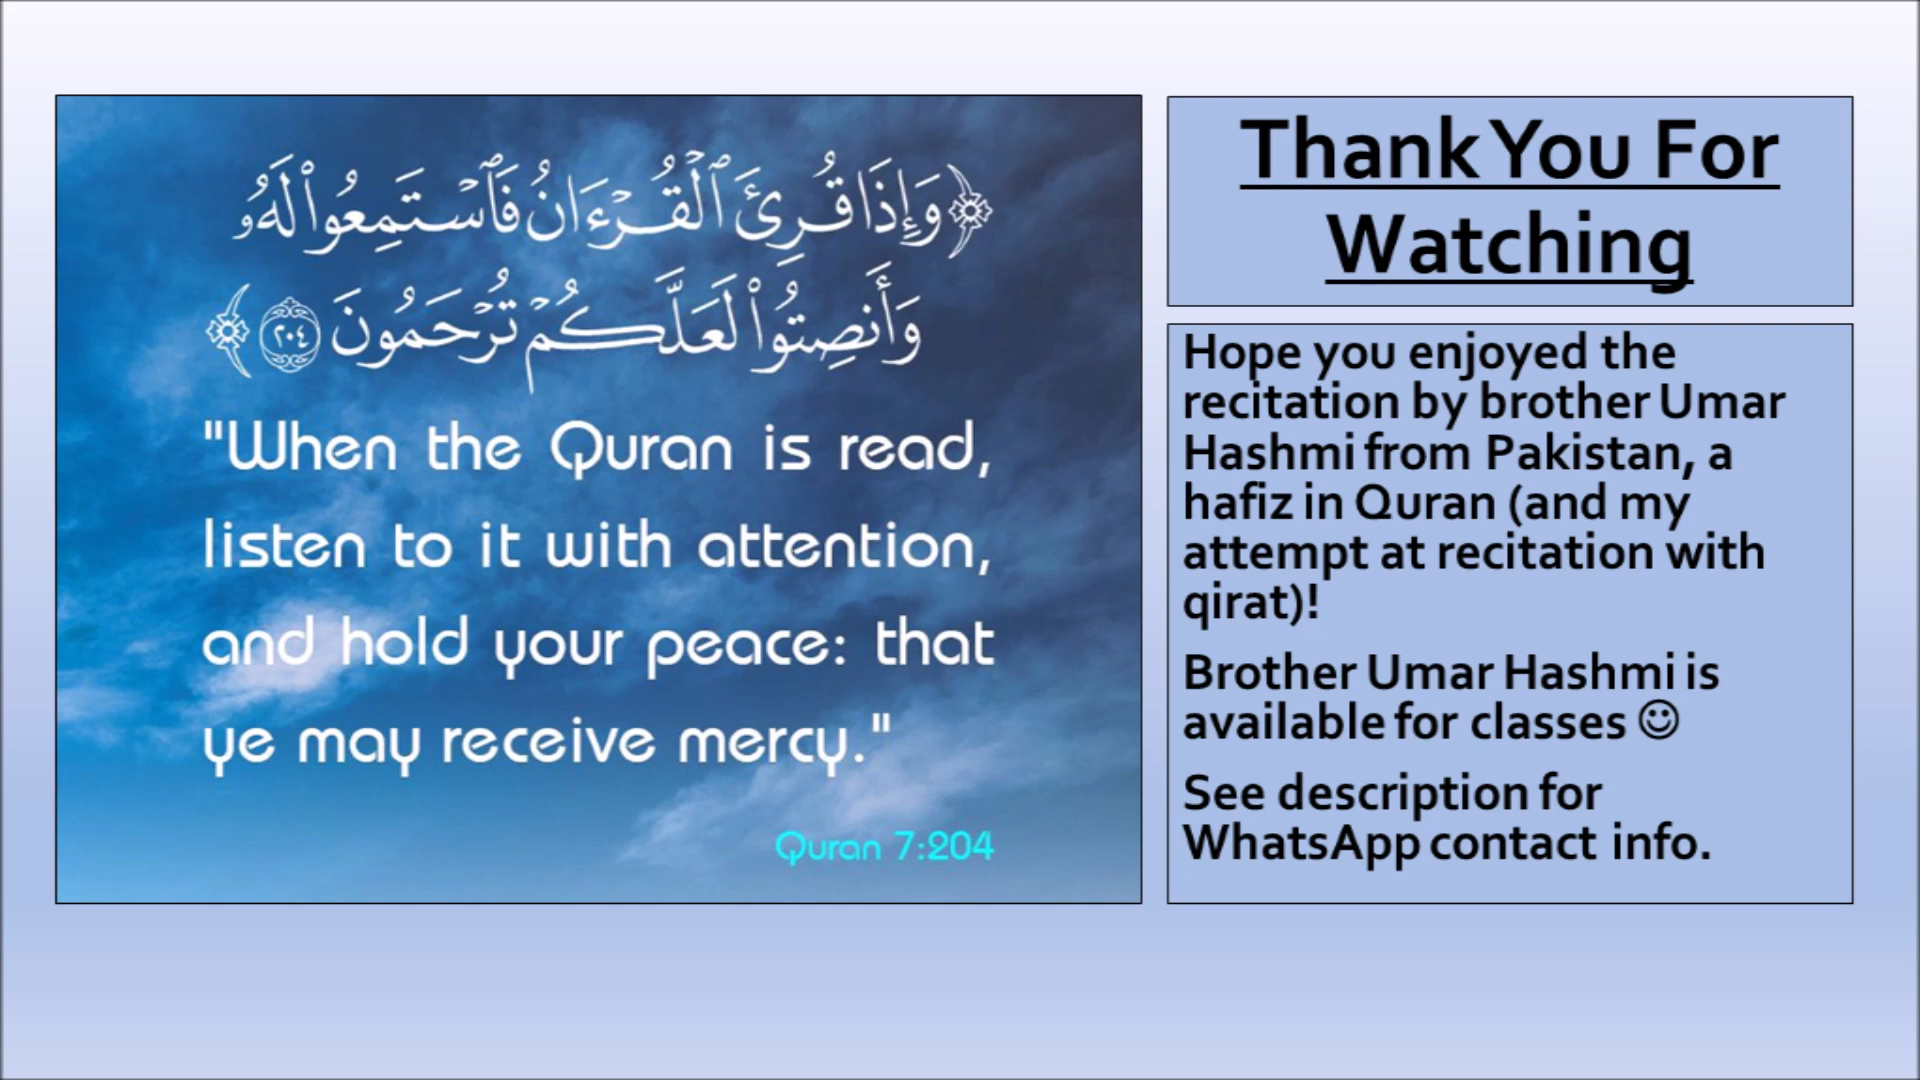 ﴿وَإِذَا قُرِئَ ٱلْقُرْءَانُ فَٱسْتَمِعُوا۟ لَهُۥ
وَأَنصِتُوا۟ لَعَلَّكُمْ تُرْحَمُونَ ٢٠٤﴾
"When the Quran is read,
listen to it with attention,
and hold your peace: that
ye may receive mercy."
Quran 7:204
Thank You For
Watching
Hope you enjoyed the
recitation by brother Umar
Hashmi from Pakistan, a
hafiz in Quran (and my
attempt at recitation with
qirat)!
Brother Umar Hashmi is
available for classes ☺
See description for
WhatsApp contact info.